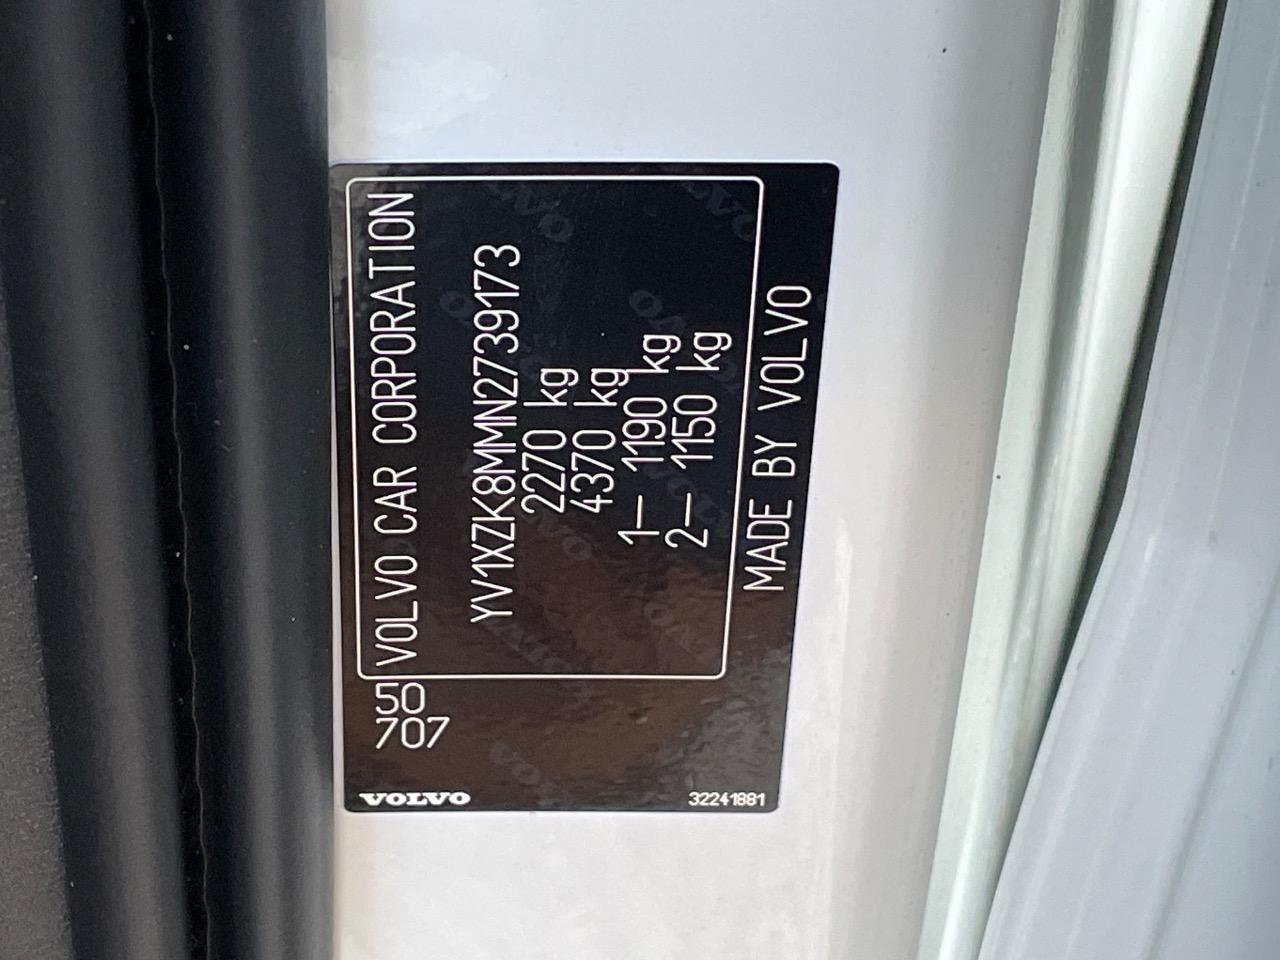 VOLVO CAR CORPORATION
YV1XZK8MMN2739173
2270 kg
4370 kg
1— 1190 kg
2— 1150 kg
MADE BY VOLVO
50
707
VOLVO
32241881